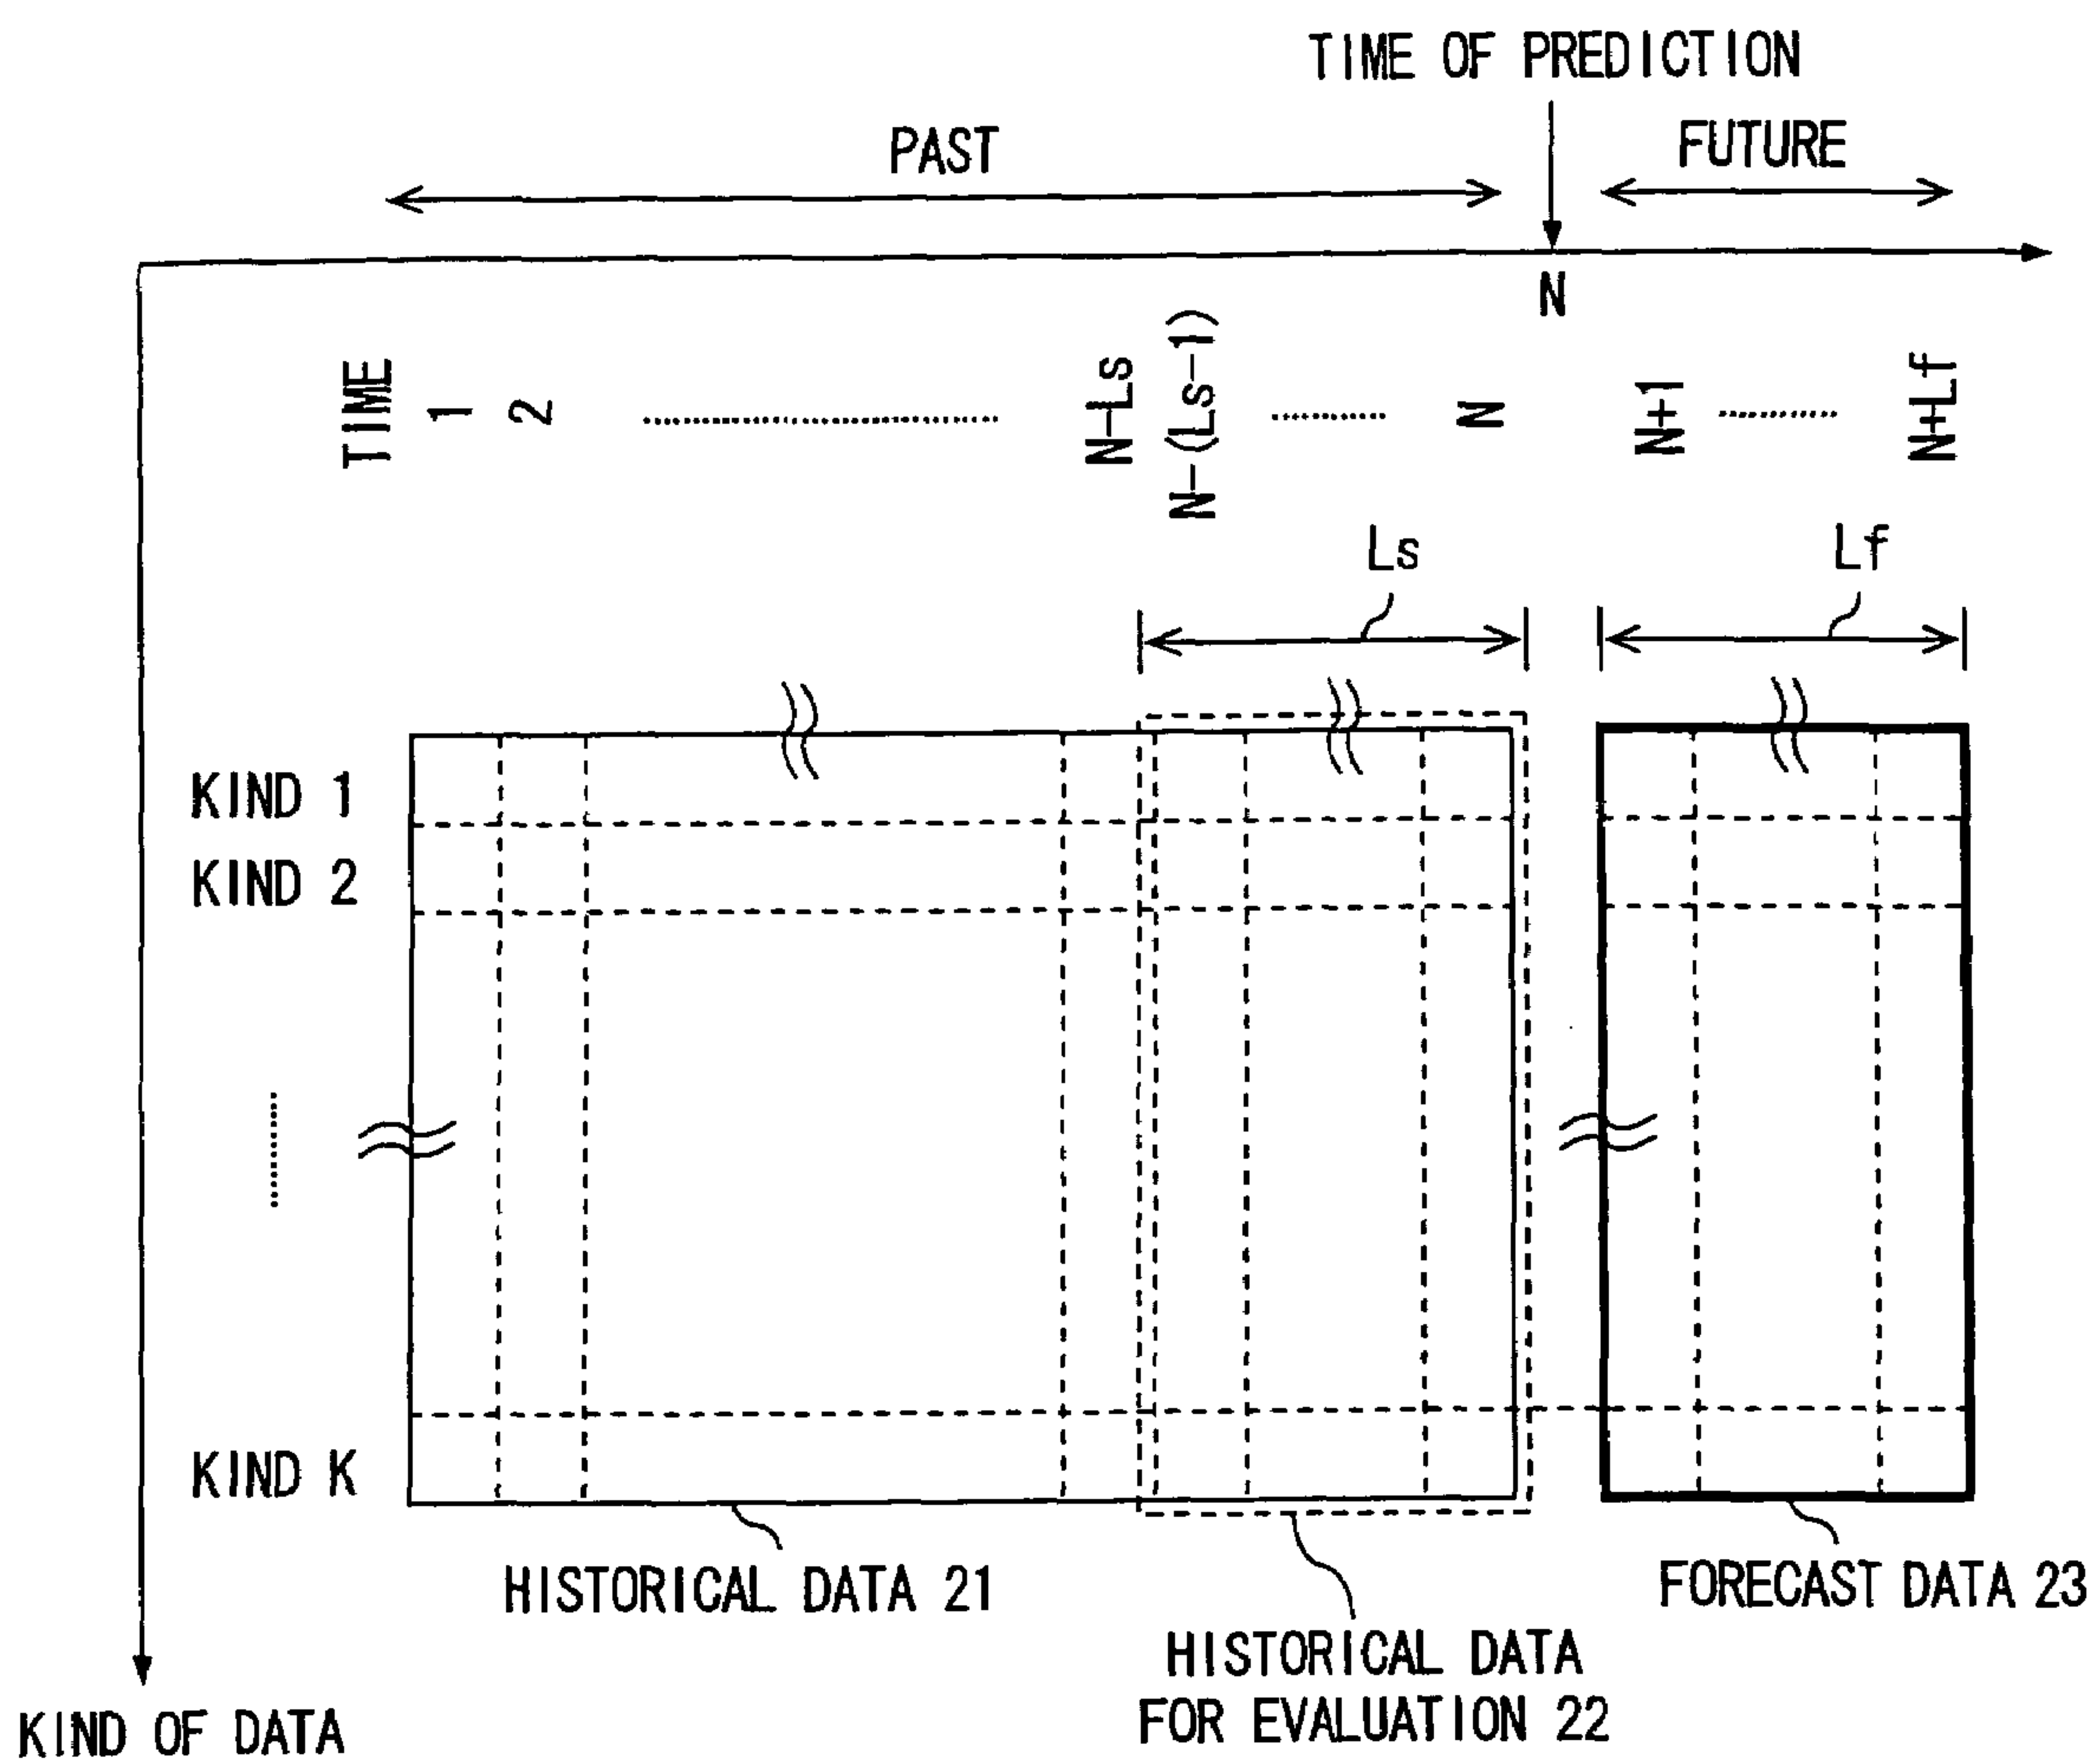 TIME OF PREDICTION
PAST
FUTURE
N
TIME
1
2
N-Ls
N-(Ls-1)
N
N+1
N+Lf
Ls
Lf
KIND 1
KIND 2
KIND K
HISTORICAL DATA 21
FORECAST DATA 23
HISTORICAL DATA
FOR EVALUATION 22
KIND OF DATA